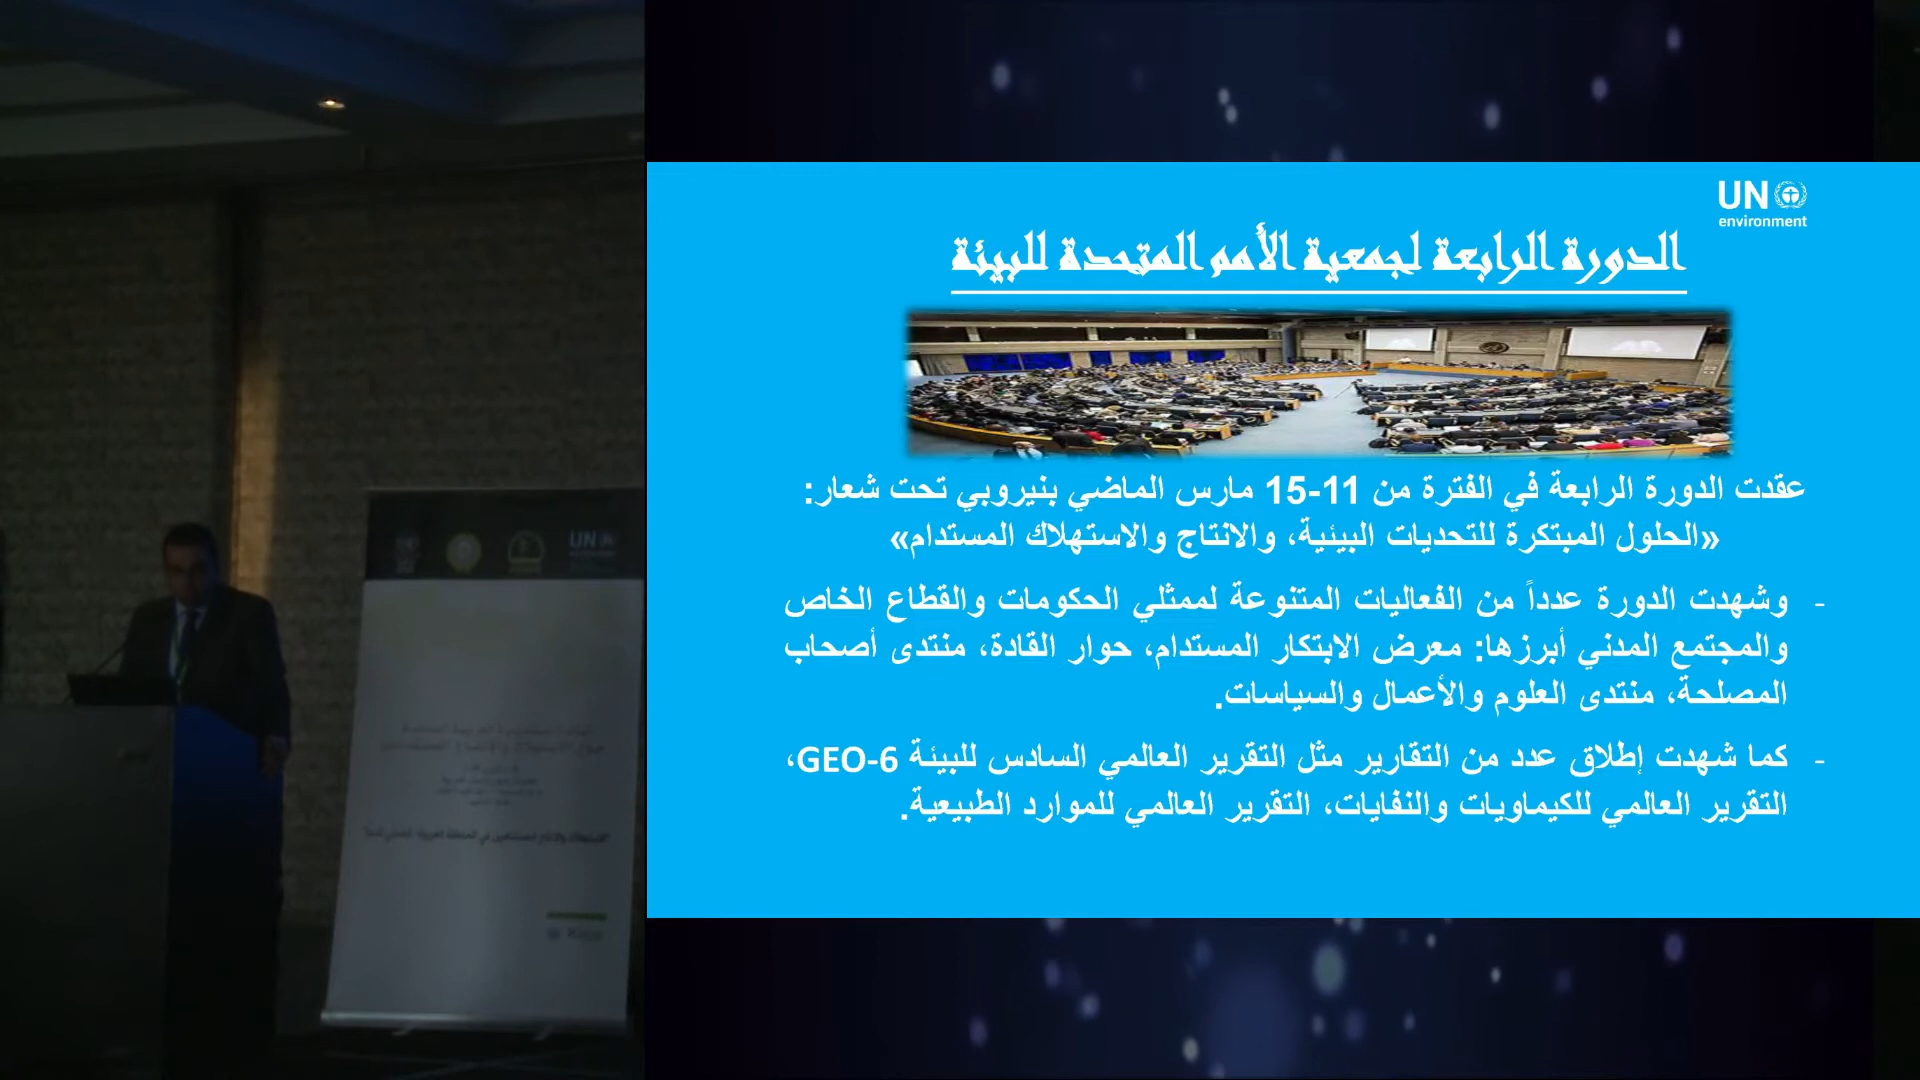 UN
environment
الدورة الرابعة لجمعية الأمم المتحدة للبيئة
عقدت الدورة الرابعة في الفترة من 11-15 مارس الماضي بنيروبي تحت شعار:
«الحلول المبتكرة للتحديات البيئية، والانتاج والاستهلاك المستدام»
- وشهدت الدورة عدداً من الفعاليات المتنوعة لممثلي الحكومات والقطاع الخاص
والمجتمع المدني أبرزها: معرض الابتكار المستدام، حوار القادة، منتدى أصحاب
المصلحة، منتدى العلوم والأعمال والسياسات.
- كما شهدت إطلاق عدد من التقارير مثل التقرير العالمي السادس للبيئة GEO-6،
التقرير العالمي للكيماويات والنفايات، التقرير العالمي للموارد الطبيعية.
UN